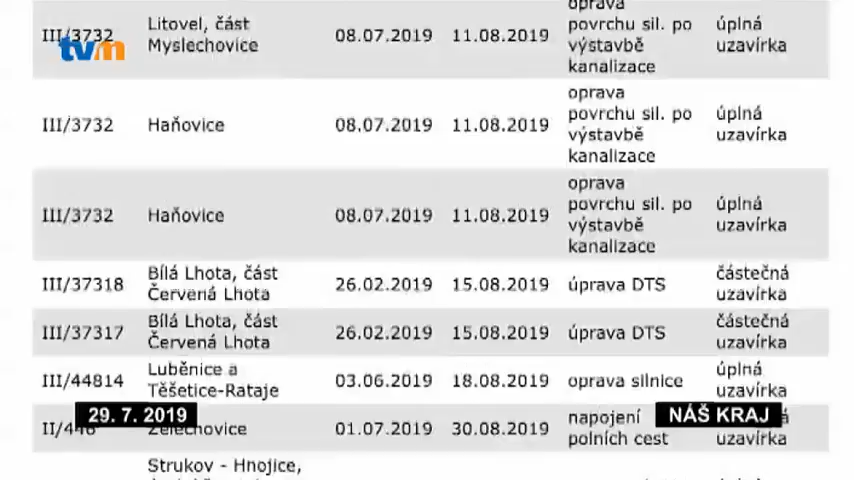 oprava
Litovel, část povrchu sil. po úplná
III/3732 08.07.2019 11.08.2019
Myslechovice výstavbě uzavírka
kanalizace
tvm
oprava
povrchu sil. po úplná
III/3732 Haňovice 08.07.2019 11.08.2019
výstavbě uzavírka
kanalizace
oprava
povrchu sil. po úplná
III/3732 Haňovice 08.07.2019 11.08.2019
výstavbě uzavírka
kanalizace
Bílá Lhota, část částečná
III/37318 26.02.2019 15.08.2019 úprava DTS
Červená Lhota uzavírka
Bílá Lhota, část částečná
III/37317 26.02.2019 15.08.2019 úprava DTS
Červená Lhota uzavírka
Luběnice a úplná
III/44814 03.06.2019 18.08.2019 oprava silnice
Těšetice-Rataje uzavírka
29. 7. 2019 NÁŠ KRAJ
napojení
II/446 Želechovice 01.07.2019 30.08.2019
polních cest uzavírka
Strukov - Hnojice,